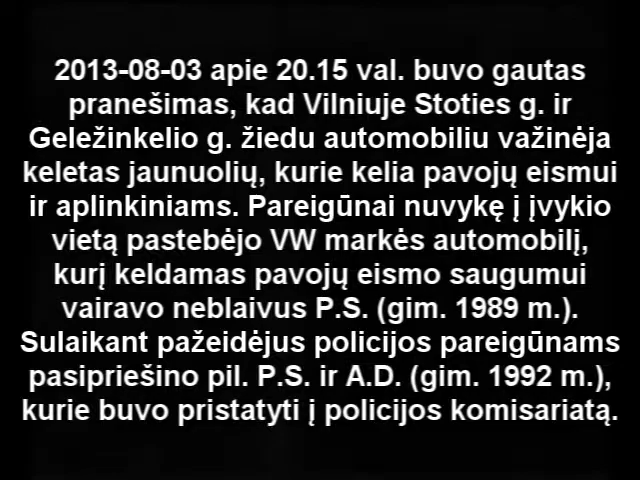 2013-08-03 apie 20.15 val. buvo gautas
pranešimas, kad Vilniuje Stoties g. ir
Geležinkelio g. žiedu automobiliu važinėja
keletas jaunuolių, kurie kelia pavojų eismui
ir aplinkiniams. Pareigūnai nuvykę į įvykio
vietą pastebėjo VW markės automobilį,
kurį keldamas pavojų eismo saugumui
vairavo neblaivus P.S. (gim. 1989 m.).
Sulaikant pažeidėjus policijos pareigūnams
pasipriešino pil. P.S. ir A.D. (gim. 1992 m.),
kurie buvo pristatyti į policijos komisariatą.